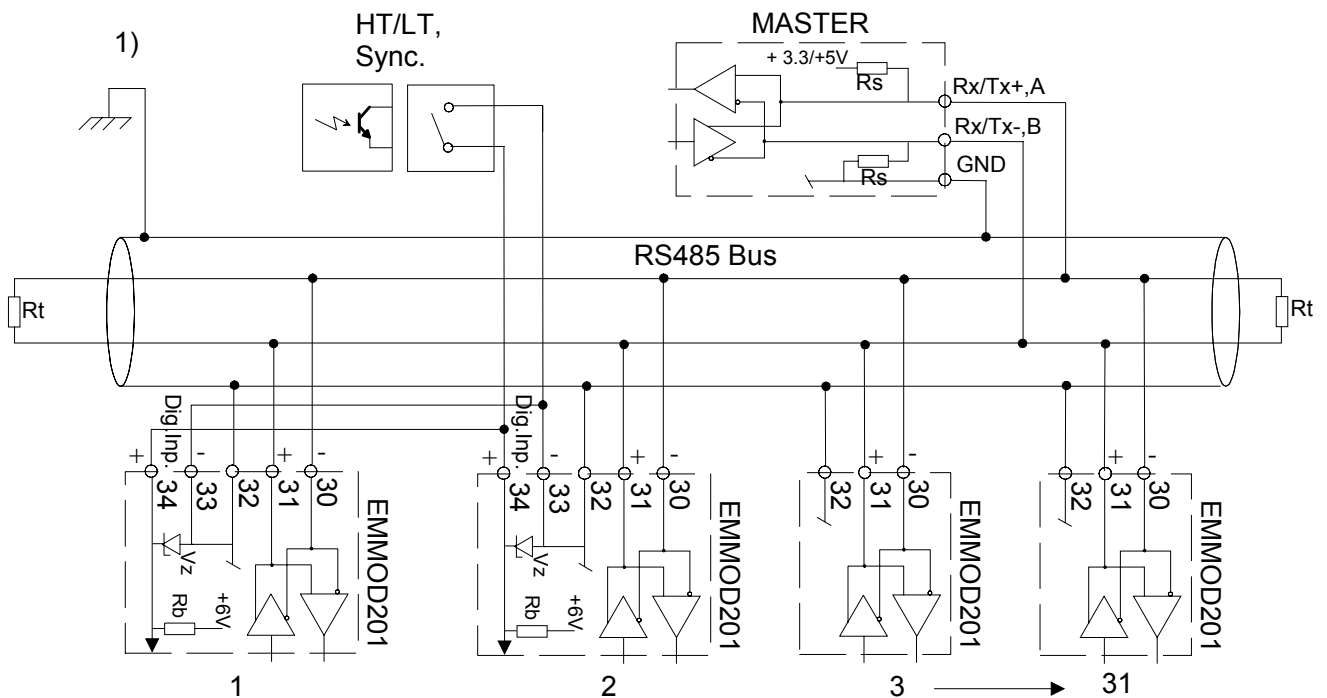 1)
HT/LT,
Sync.
MASTER
+ 3.3/+5V
Rs
Rx/Tx+,A
Rx/Tx-,B
GND
Rs
RS485 Bus
Rt
Rt
Dig.Inp.
+ - + -
34 33 32 31 30
Vz
Rb
+6V
EMMOD201
1
Dig.Inp.
+ - + -
34 33 32 31 30
Vz
Rb
+6V
EMMOD201
2
+ -
32 31 30
EMMOD201
3
+ -
32 31 30
EMMOD201
31